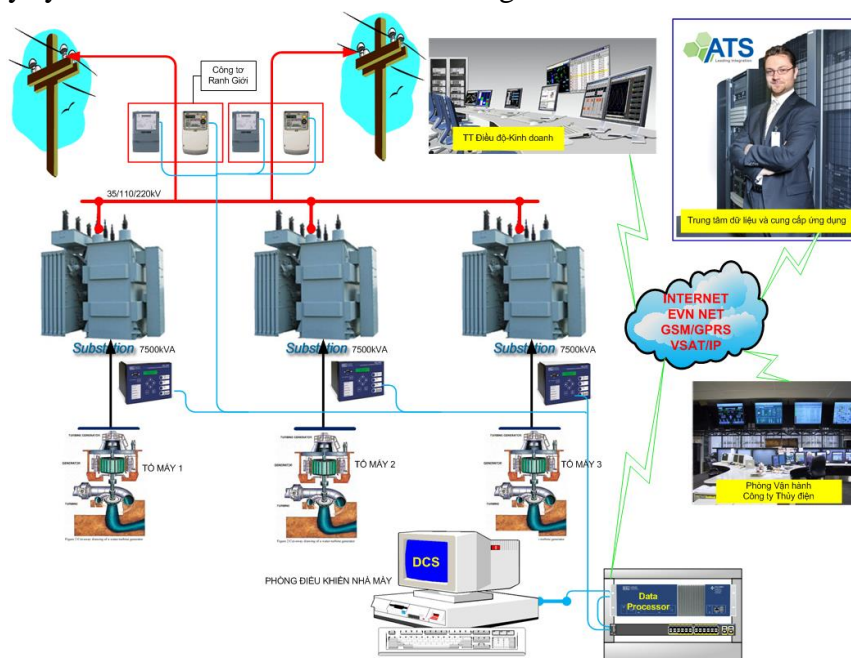 ATS
Leading Integration
Công tơ
Ranh Giới
TT Điều độ-Kinh doanh
Trung tâm dữ liệu và cung cấp ứng dụng
35/110/220kV
INTERNET
EVN NET
GSM/GPRS
VSAT/IP
Substation 7500kVA
Substation 7500kVA
Substation 7500kVA
TỔ MÁY 1
TỔ MÁY 2
TỔ MÁY 3
Phòng Vận hành
Công ty Thủy điện
PHÒNG ĐIỀU KHIỂN NHÀ MÁY
DCS
Data
Processor